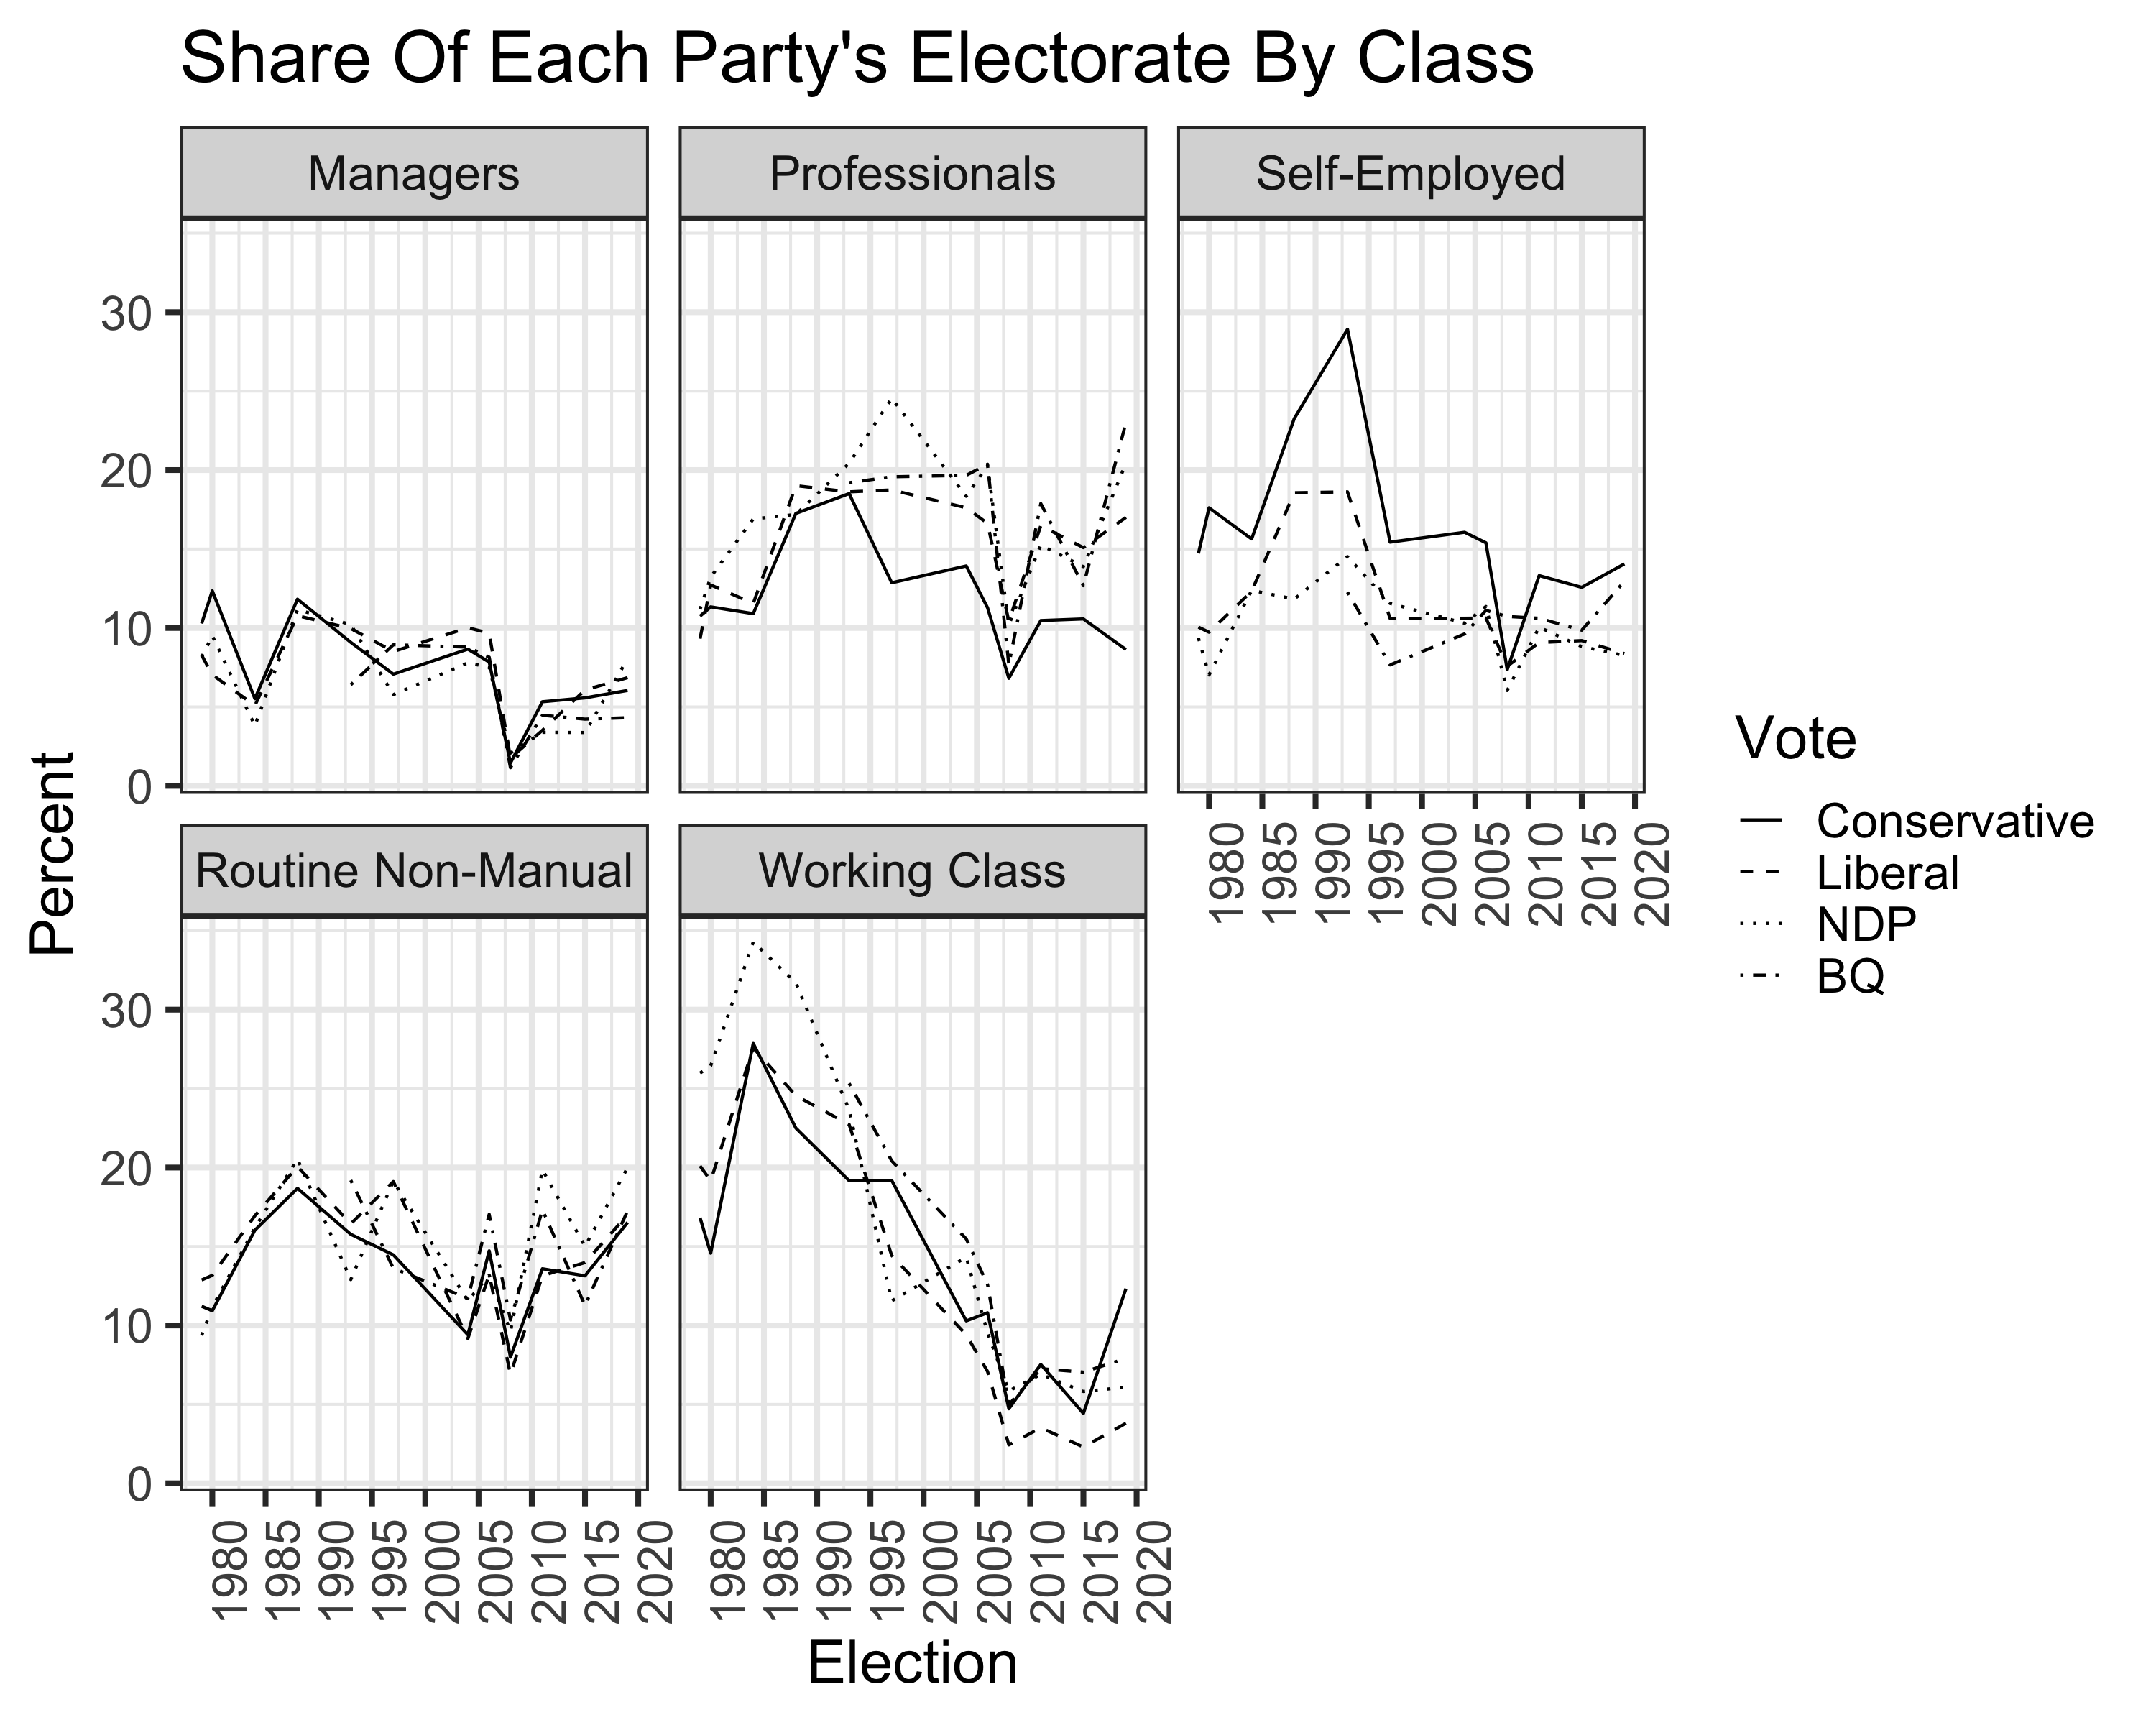 Share Of Each Party's Electorate By Class
Managers
Professionals
Self-Employed
30
20
10
0
1980
1985
1990
1995
2000
2005
2010
2015
2020
Routine Non-Manual
Working Class
30
20
10
0
1980
1985
1990
1995
2000
2005
2010
2015
2020
1980
1985
1990
1995
2000
2005
2010
2015
2020
Percent
Election
Vote
Conservative
Liberal
NDP
BQ